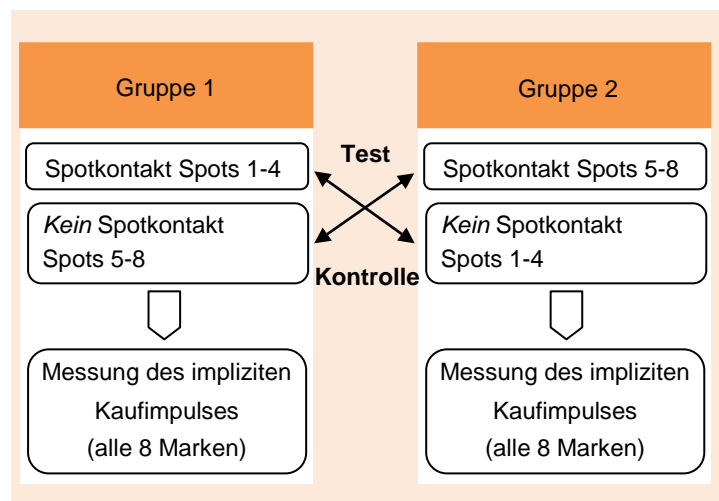 Gruppe 1
Spotkontakt Spots 1-4
Kein Spotkontakt
Spots 5-8
Messung des impliziten
Kaufimpulses
(alle 8 Marken)
Test
Kontrolle
Gruppe 2
Spotkontakt Spots 5-8
Kein Spotkontakt
Spots 1-4
Messung des impliziten
Kaufimpulses
(alle 8 Marken)